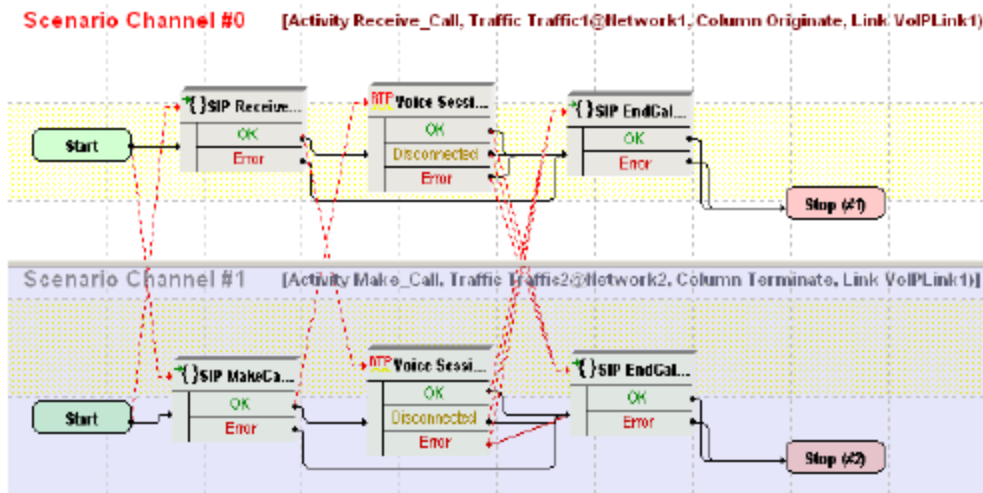 Scenario Channel #0 [Activity Receive_Call, Traffic Traffic1@Network1, Column Originate, Link VoIPLink1)
{}SIP Receive...
OK
Error
RTP Voice Sessi...
OK
Disconnected
Error
{}SIP EndCal...
OK
Error
Start
Stop (#1)
Scenario Channel #1 [Activity Make_Call, Traffic Traffic2@Network2, Column Terminate, Link VoIPLink1)]
{}SIP MakeCa...
OK
Error
RTP Voice Sessi...
OK
Disconnected
Error
{}SIP EndCal...
OK
Error
Start
Stop (#2)